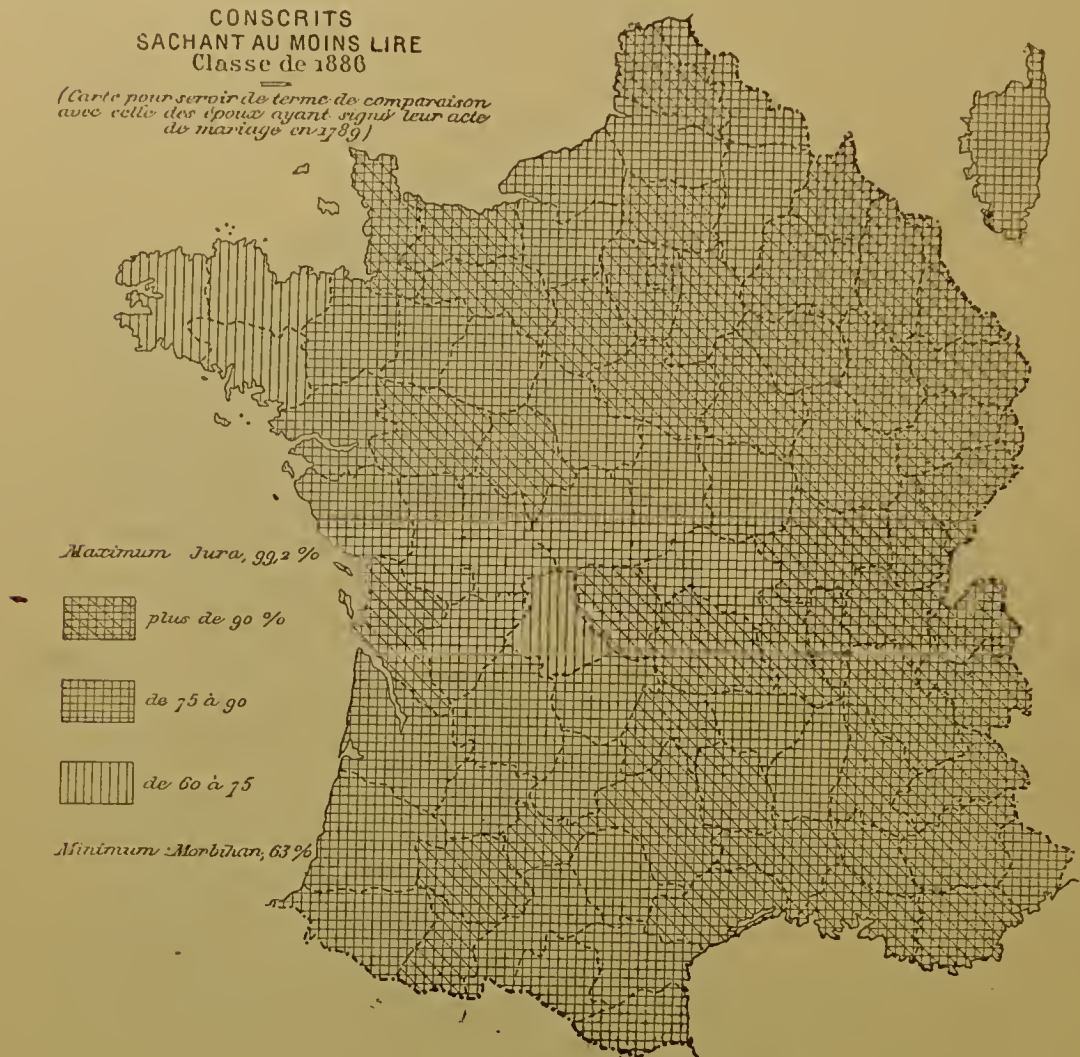 CONSCRITS
SACHANT AU MOINS LIRE
Classe de 1886
(Carte pour servir de terme de comparaison
avec celle des époux ayant signé leur acte
de mariage en 1789)
Maximum Jura, 99,2 %
plus de 90 %
de 75 à 90
de 60 à 75
Minimum : Morbihan, 63 %